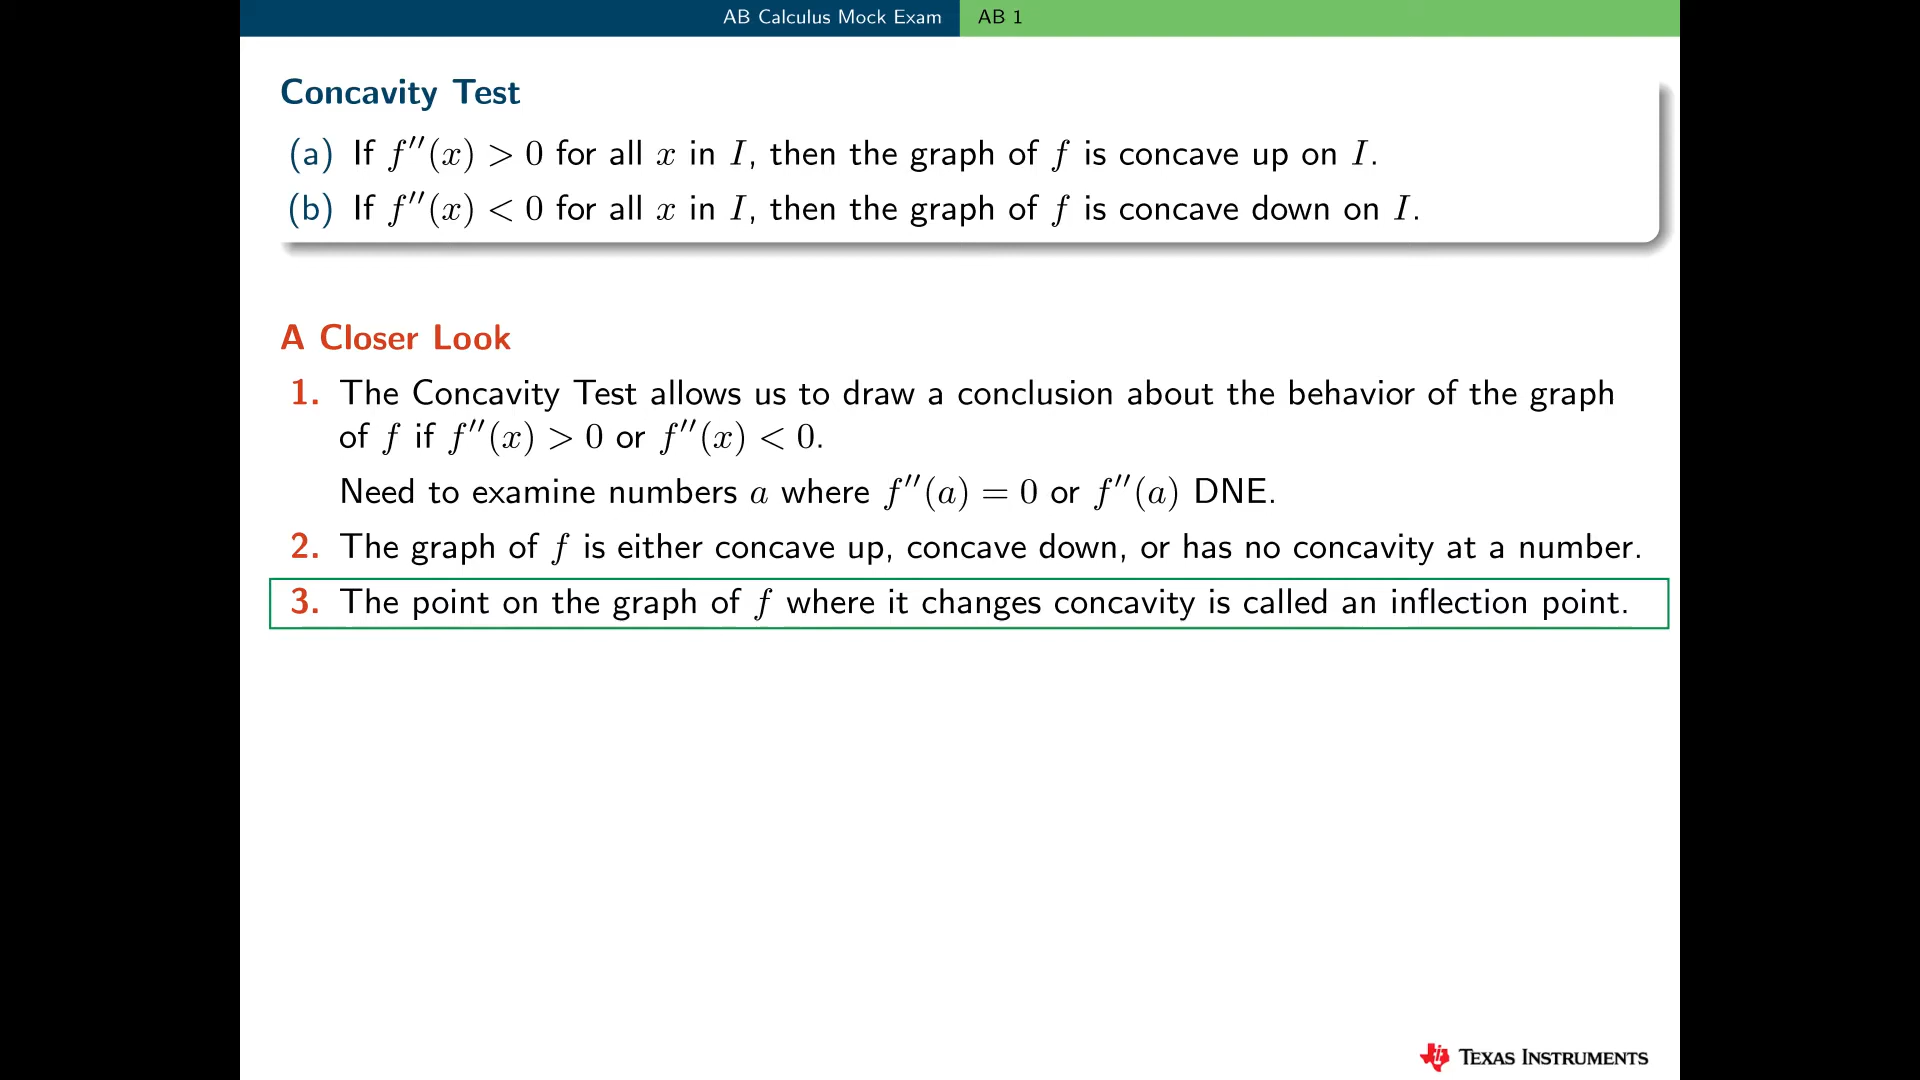 AB Calculus Mock Exam AB 1
Concavity Test
(a) If f″(x) > 0 for all x in I, then the graph of f is concave up on I.
(b) If f″(x) < 0 for all x in I, then the graph of f is concave down on I.
A Closer Look
1. The Concavity Test allows us to draw a conclusion about the behavior of the graph
of f if f″(x) > 0 or f″(x) < 0.
Need to examine numbers a where f″(a) = 0 or f″(a) DNE.
2. The graph of f is either concave up, concave down, or has no concavity at a number.
3. The point on the graph of f where it changes concavity is called an inflection point.
TEXAS INSTRUMENTS